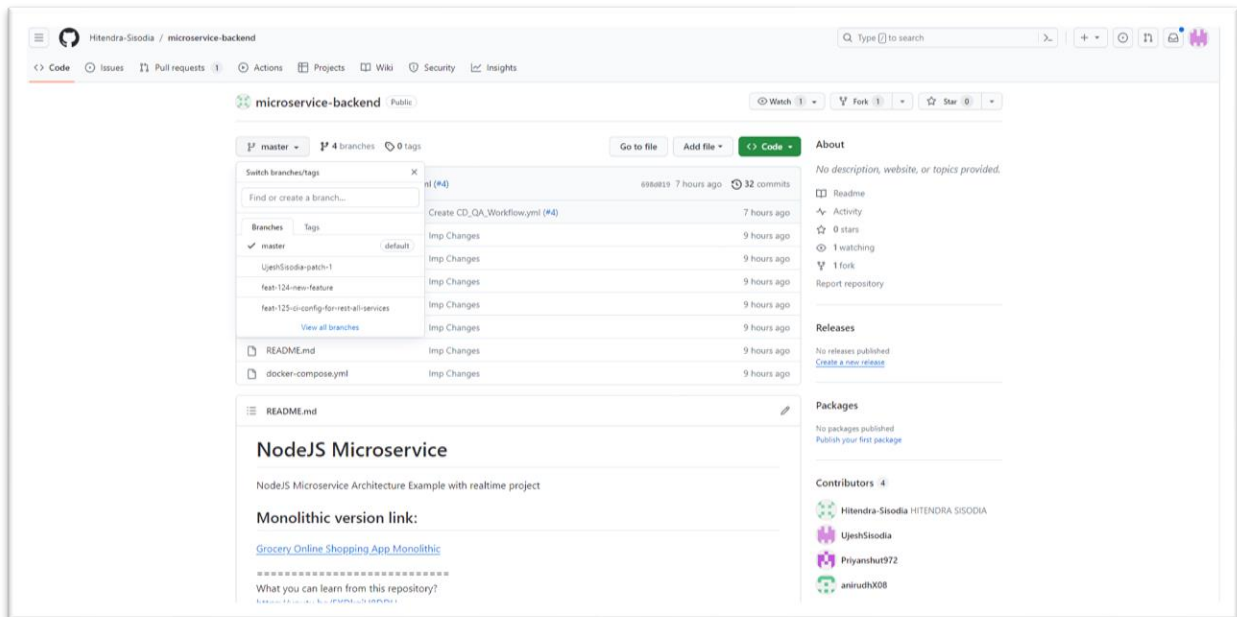 Hitendra-Sisodia / microservice-backend
Type / to search
Code Issues Pull requests 1 Actions Projects Wiki Security Insights
microservice-backend Public
Watch 1 Fork 1 Star 0
master 4 branches 0 tags
Go to file Add file Code
Switch branches/tags
Find or create a branch...
Branches Tags
master default
UjeshSisodia-patch-1
feat-124-new-feature
feat-125-ci-config-for-rest-all-services
View all branches
(#4) 7 hours ago 32 commits
Create CD_QA_Workflow.yml (#4) 7 hours ago
Imp Changes 9 hours ago
Imp Changes 9 hours ago
Imp Changes 9 hours ago
Imp Changes 9 hours ago
Imp Changes 9 hours ago
README.md Imp Changes 9 hours ago
docker-compose.yml Imp Changes 9 hours ago
README.md
NodeJS Microservice
NodeJS Microservice Architecture Example with realtime project
Monolithic version link:
Grocery Online Shopping App Monolithic
============================
What you can learn from this repository?
About
No description, website, or topics provided.
Readme
Activity
0 stars
1 watching
1 fork
Report repository
Releases
No releases published
Create a new release
Packages
No packages published
Publish your first package
Contributors 4
Hitendra-Sisodia HITENDRA SISODIA
UjeshSisodia
Priyanshut972
anirudhX08